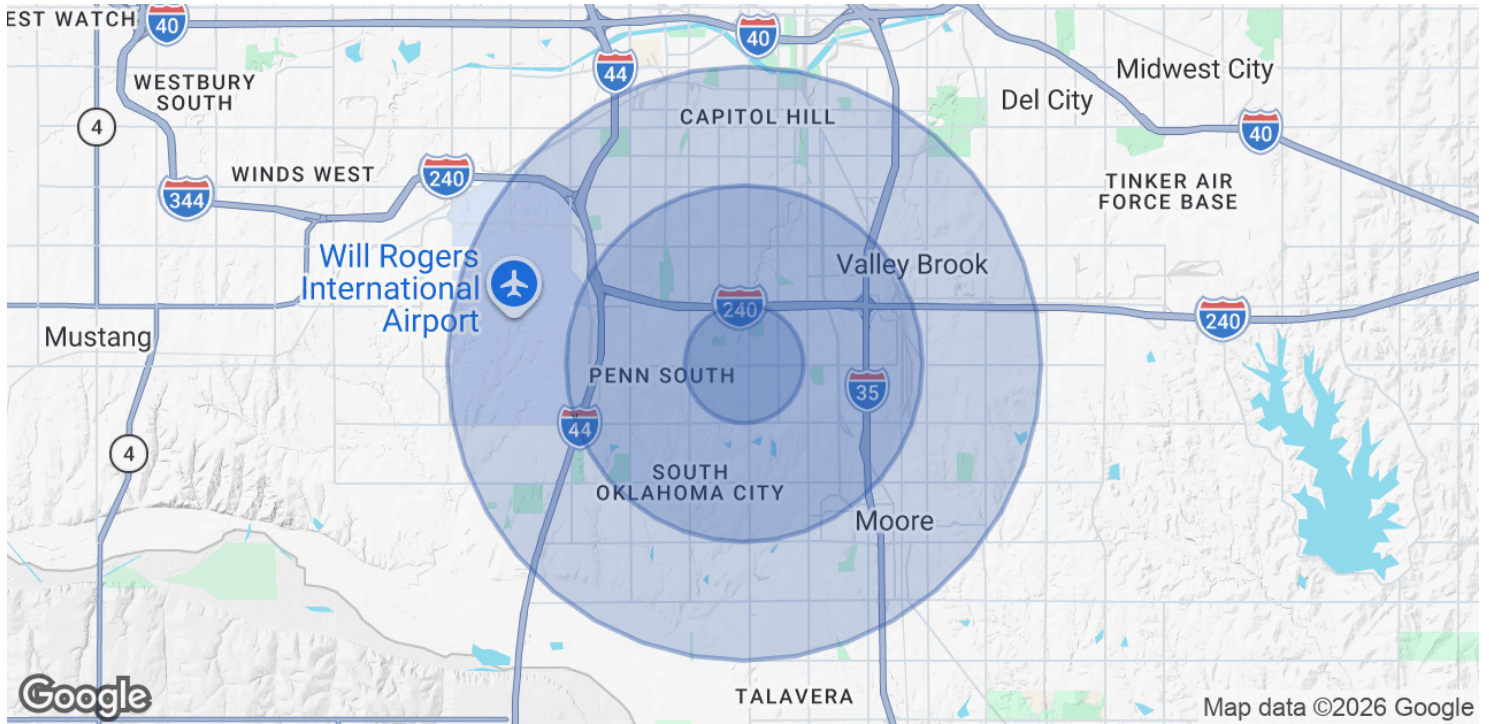 EST WATCH
40
40
44
WESTBURY
SOUTH
CAPITOL HILL
Midwest City
Del City
4
40
WINDS WEST
240
344
TINKER AIR
FORCE BASE
Will Rogers
International
Airport
Valley Brook
240
240
Mustang
PENN SOUTH
35
44
4
SOUTH
OKLAHOMA CITY
Moore
TALAVERA
Google
Map data ©2026 Google